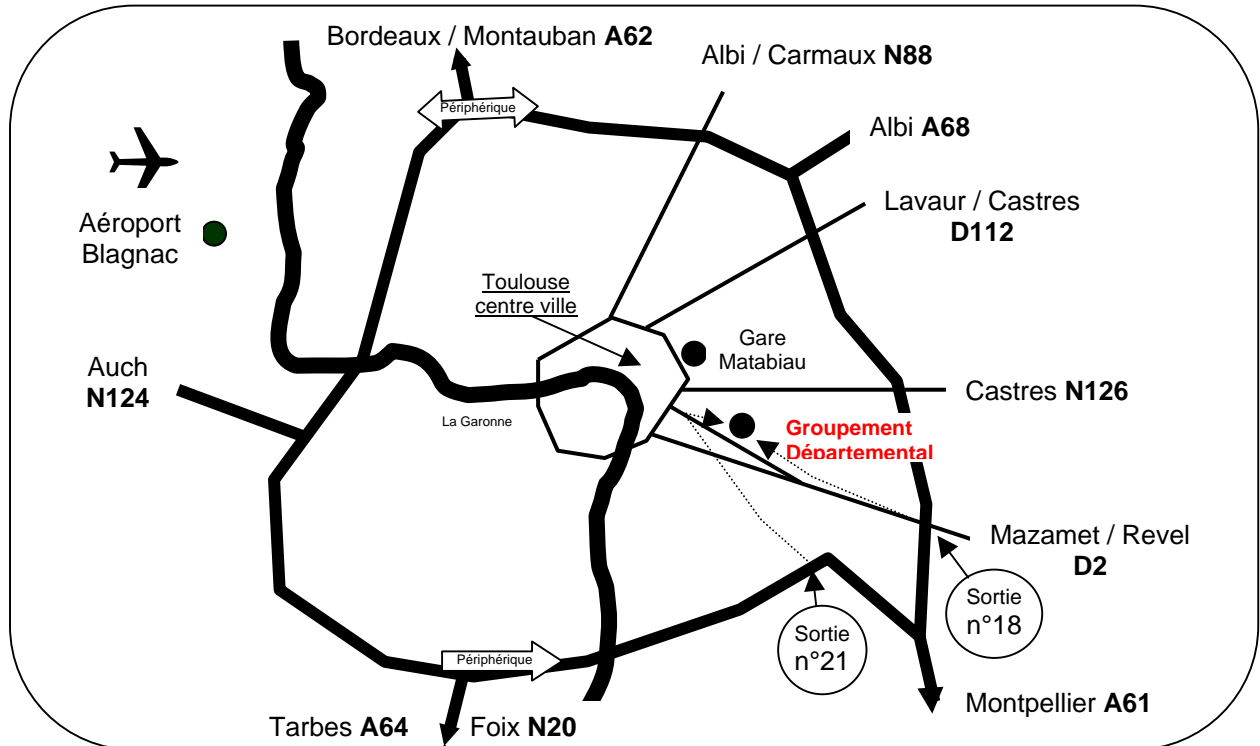 Bordeaux / Montauban A62
Albi / Carmaux N88
Périphérique
Albi A68
Aéroport
Blagnac
Lavaur / Castres
D112
Toulouse
centre ville
Gare
Matabiau
Auch
N124
Castres N126
La Garonne
Groupement
Départemental
Mazamet / Revel
D2
Sortie
n°18
Sortie
n°21
Périphérique
Montpellier A61
Tarbes A64
Foix N20